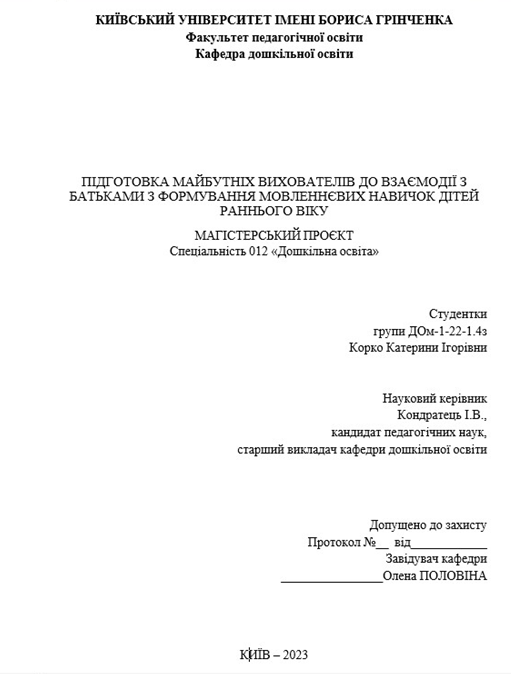 КИЇВСЬКИЙ УНІВЕРСИТЕТ ІМЕНІ БОРИСА ГРІНЧЕНКА
Факультет педагогічної освіти
Кафедра дошкільної освіти
ПІДГОТОВКА МАЙБУТНІХ ВИХОВАТЕЛІВ ДО ВЗАЄМОДІЇ З
БАТЬКАМИ З ФОРМУВАННЯ МОВЛЕННЄВИХ НАВИЧОК ДІТЕЙ
РАННЬОГО ВІКУ
МАГІСТЕРСЬКИЙ ПРОЄКТ
Спеціальність 012 «Дошкільна освіта»
Студентки
групи ДОм-1-22-1.4з
Корко Катерини Ігорівни
Науковий керівник
Кондратець І.В.,
кандидат педагогічних наук,
старший викладач кафедри дошкільної освіти
Допущено до захисту
Протокол №__ від____________
Завідувач кафедри
________________Олена ПОЛОВІНА
КИЇВ – 2023